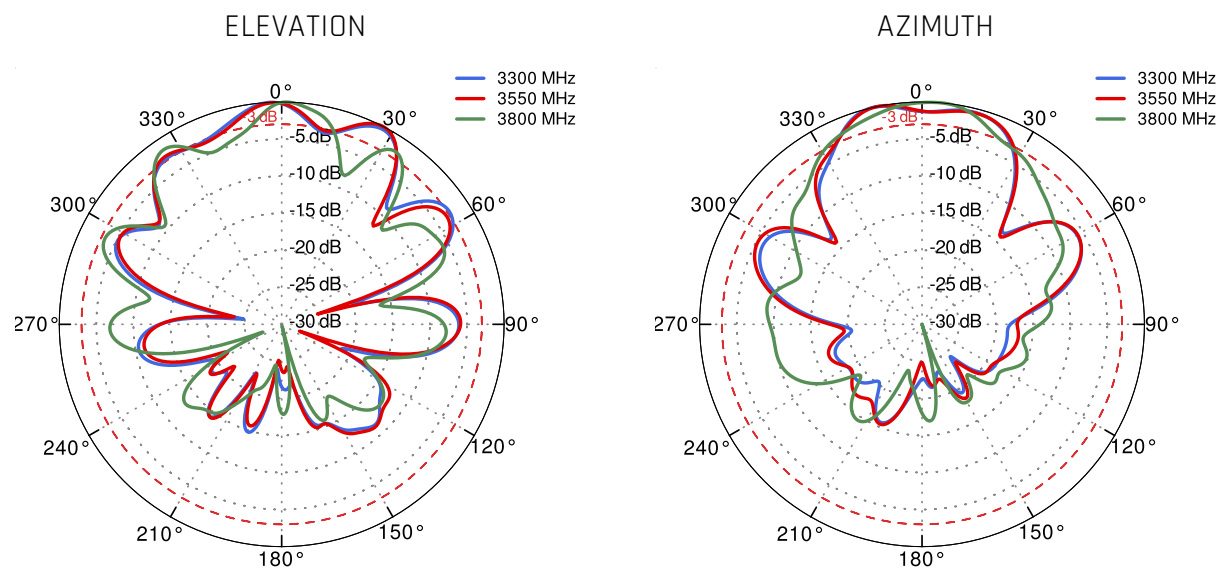 ELEVATION
3300 MHz
3550 MHz
3800 MHz
0°
30°
60°
90°
120°
150°
180°
210°
240°
270°
300°
330°
-3 dB
-5 dB
-10 dB
-15 dB
-20 dB
-25 dB
-30 dB
AZIMUTH
3300 MHz
3550 MHz
3800 MHz
0°
30°
60°
90°
120°
150°
180°
210°
240°
270°
300°
330°
-3 dB
-5 dB
-10 dB
-15 dB
-20 dB
-25 dB
-30 dB